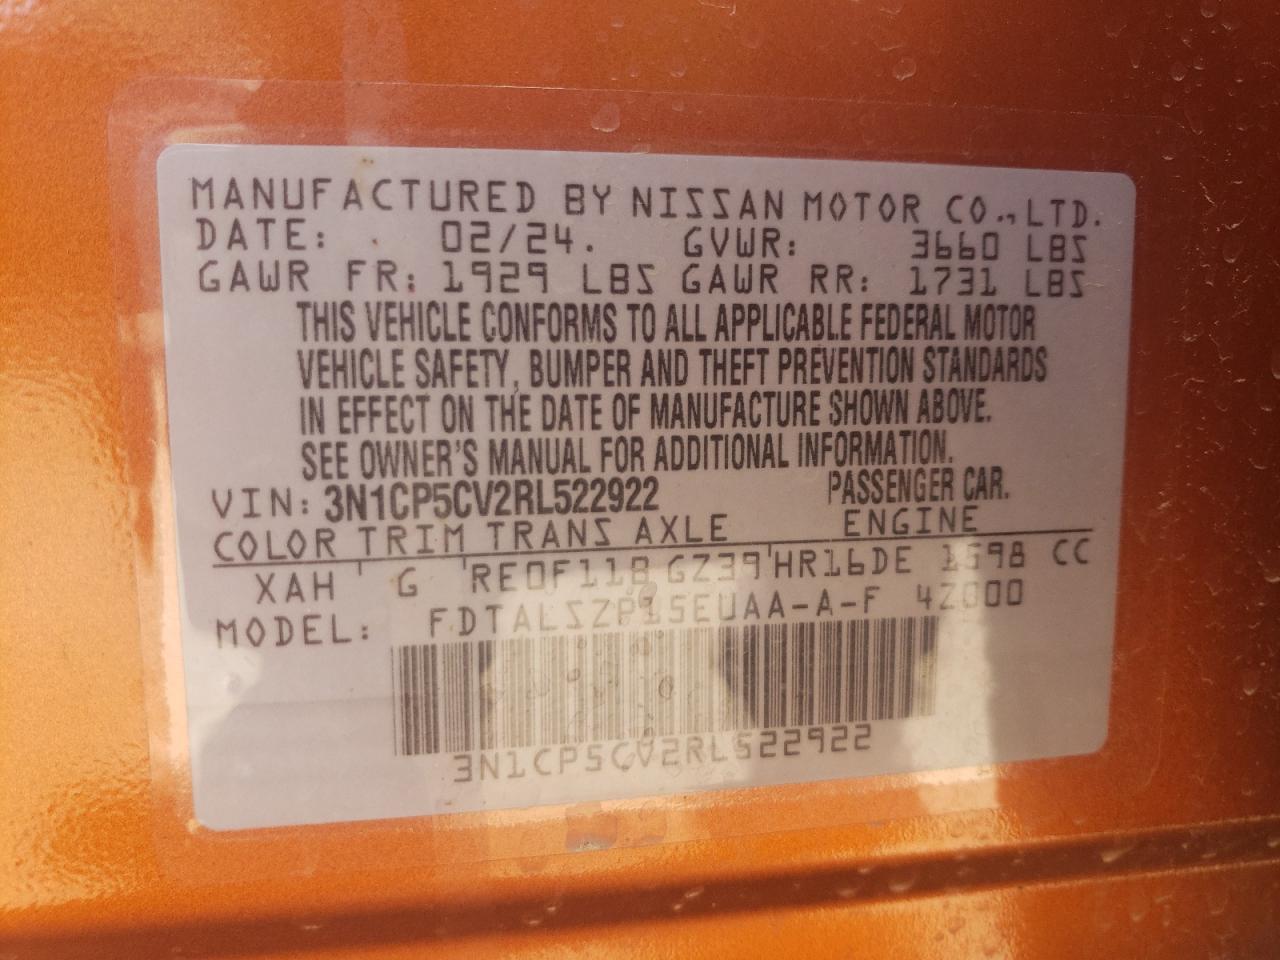 MANUFACTURED BY NISSAN MOTOR CO.,LTD.
DATE: 02/24. GVWR: 3660 LBS
GAWR FR: 1929 LBS GAWR RR: 1731 LBS
THIS VEHICLE CONFORMS TO ALL APPLICABLE FEDERAL MOTOR
VEHICLE SAFETY, BUMPER AND THEFT PREVENTION STANDARDS
IN EFFECT ON THE DATE OF MANUFACTURE SHOWN ABOVE.
SEE OWNER'S MANUAL FOR ADDITIONAL INFORMATION.
VIN: 3N1CP5CV2RL522922 PASSENGER CAR.
COLOR TRIM TRANS AXLE ENGINE
XAH G RE0F11B GZ39 HR16DE 1598 CC
MODEL: FDTALSZP15EUAA-A-F 4Z000
3N1CP5CV2RL522922